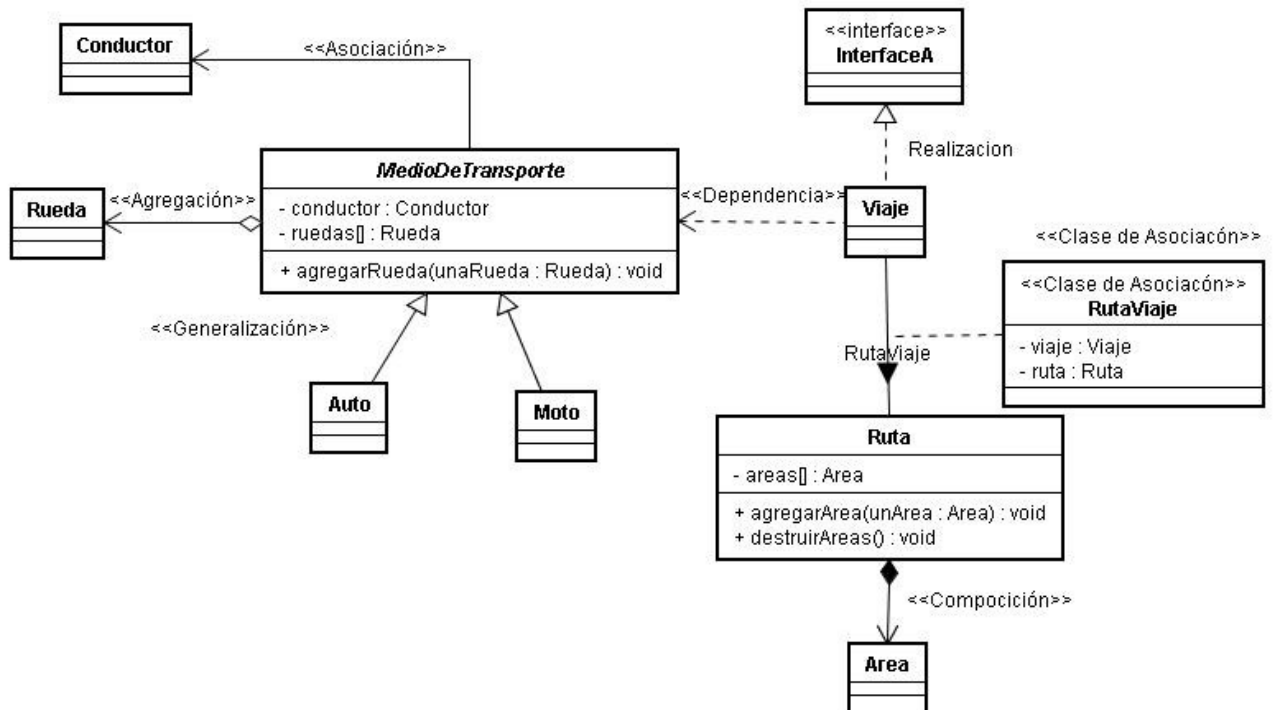 Conductor
<<Asociación>>
<<interface>>
InterfaceA
Realizacion
MedioDeTransporte
- conductor : Conductor
- ruedas[] : Rueda
+ agregarRueda(unaRueda : Rueda) : void
Rueda
<<Agregación>>
<<Dependencia>>
Viaje
<<Clase de Asociacón>>
<<Clase de Asociacón>>
RutaViaje
- viaje : Viaje
- ruta : Ruta
<<Generalización>>
RutaViaje
Auto
Moto
Ruta
- areas[] : Area
+ agregarArea(unArea : Area) : void
+ destruirAreas() : void
<<Compocición>>
Area